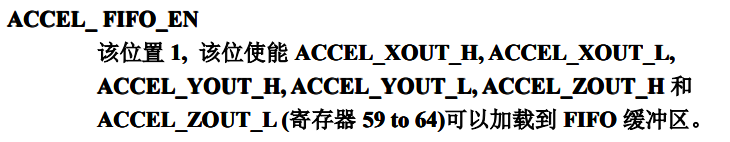 ACCEL_ FIFO_EN
该位置 1, 该位使能 ACCEL_XOUT_H, ACCEL_XOUT_L,
ACCEL_YOUT_H, ACCEL_YOUT_L, ACCEL_ZOUT_H 和
ACCEL_ZOUT_L (寄存器 59 to 64)可以加载到 FIFO 缓冲区。